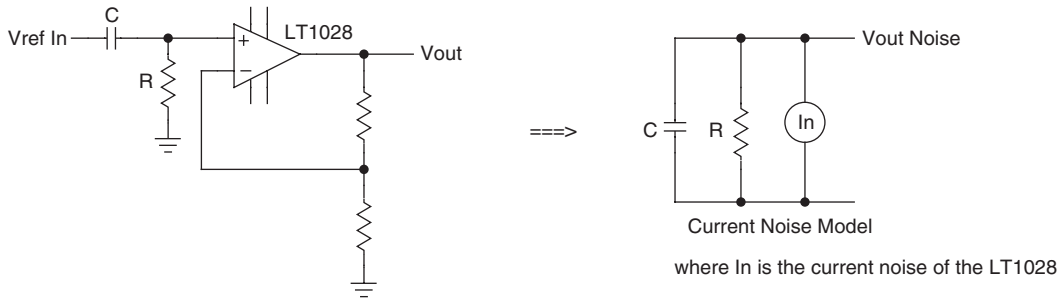 C
LT1028
Vref In
+
−
Vout
R
===>
Vout Noise
C
R
In
Current Noise Model
where In is the current noise of the LT1028